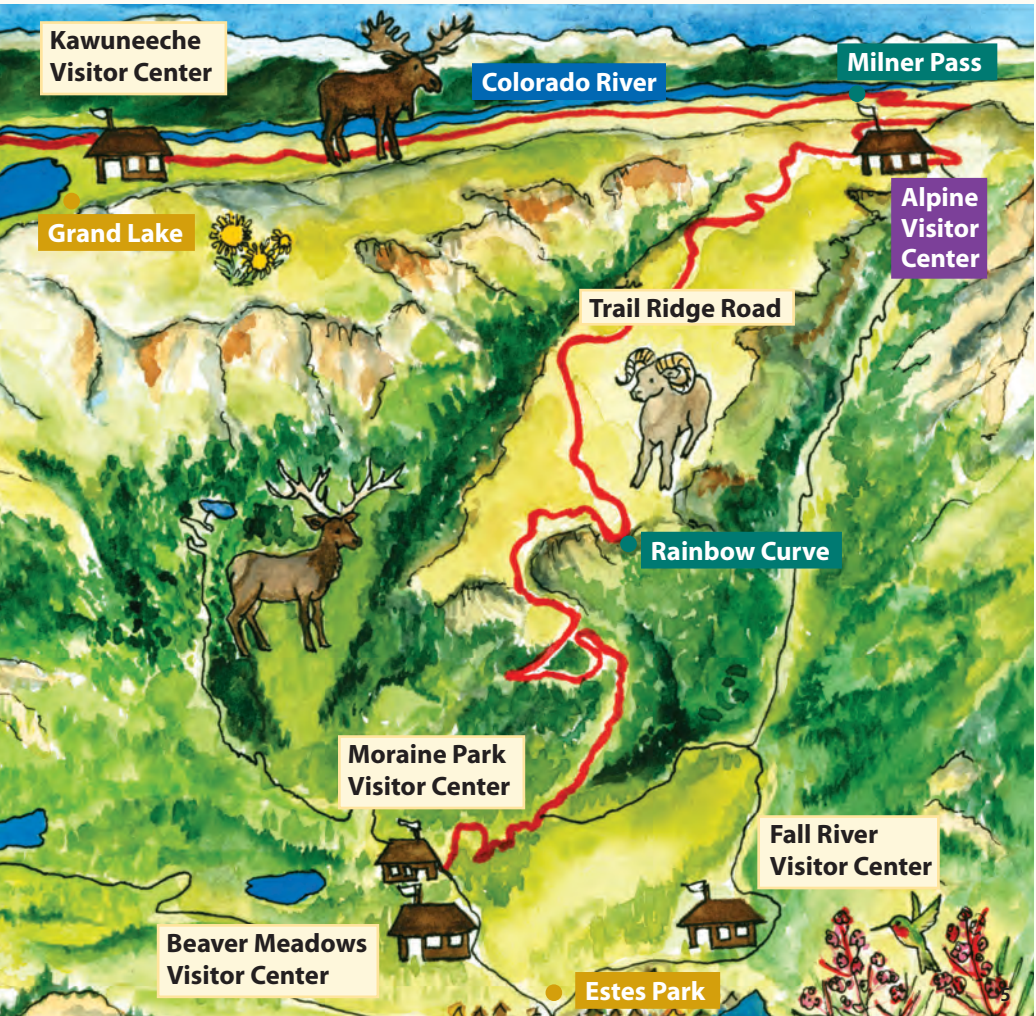 Kawuneeche
Visitor Center
Colorado River
Milner Pass
Grand Lake
Alpine
Visitor
Center
Trail Ridge Road
Rainbow Curve
Moraine Park
Visitor Center
Fall River
Visitor Center
Beaver Meadows
Visitor Center
Estes Park
5